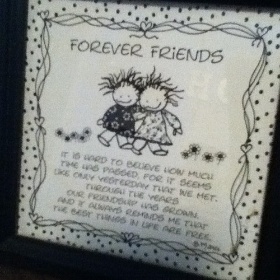 FOREVER FRIENDS
IT IS HARD TO BELIEVE HOW MUCH
TIME HAS PASSED, FOR IT SEEMS
LIKE ONLY YESTERDAY THAT WE MET.
THROUGH THE YEARS
OUR FRIENDSHIP HAS GROWN,
AND IT ALWAYS REMINDS ME THAT
THE BEST THINGS IN LIFE ARE FREE.